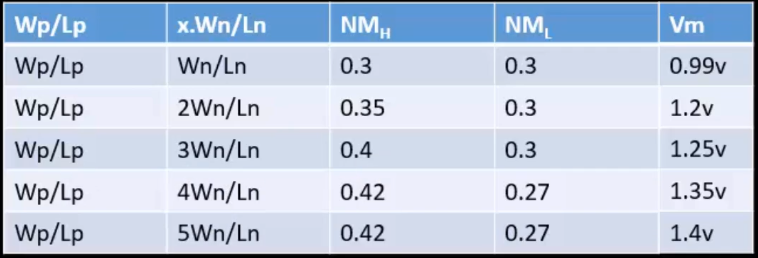 Wp/Lp x.Wn/Ln NMH NML Vm
Wp/Lp Wn/Ln 0.3 0.3 0.99v
Wp/Lp 2Wn/Ln 0.35 0.3 1.2v
Wp/Lp 3Wn/Ln 0.4 0.3 1.25v
Wp/Lp 4Wn/Ln 0.42 0.27 1.35v
Wp/Lp 5Wn/Ln 0.42 0.27 1.4v